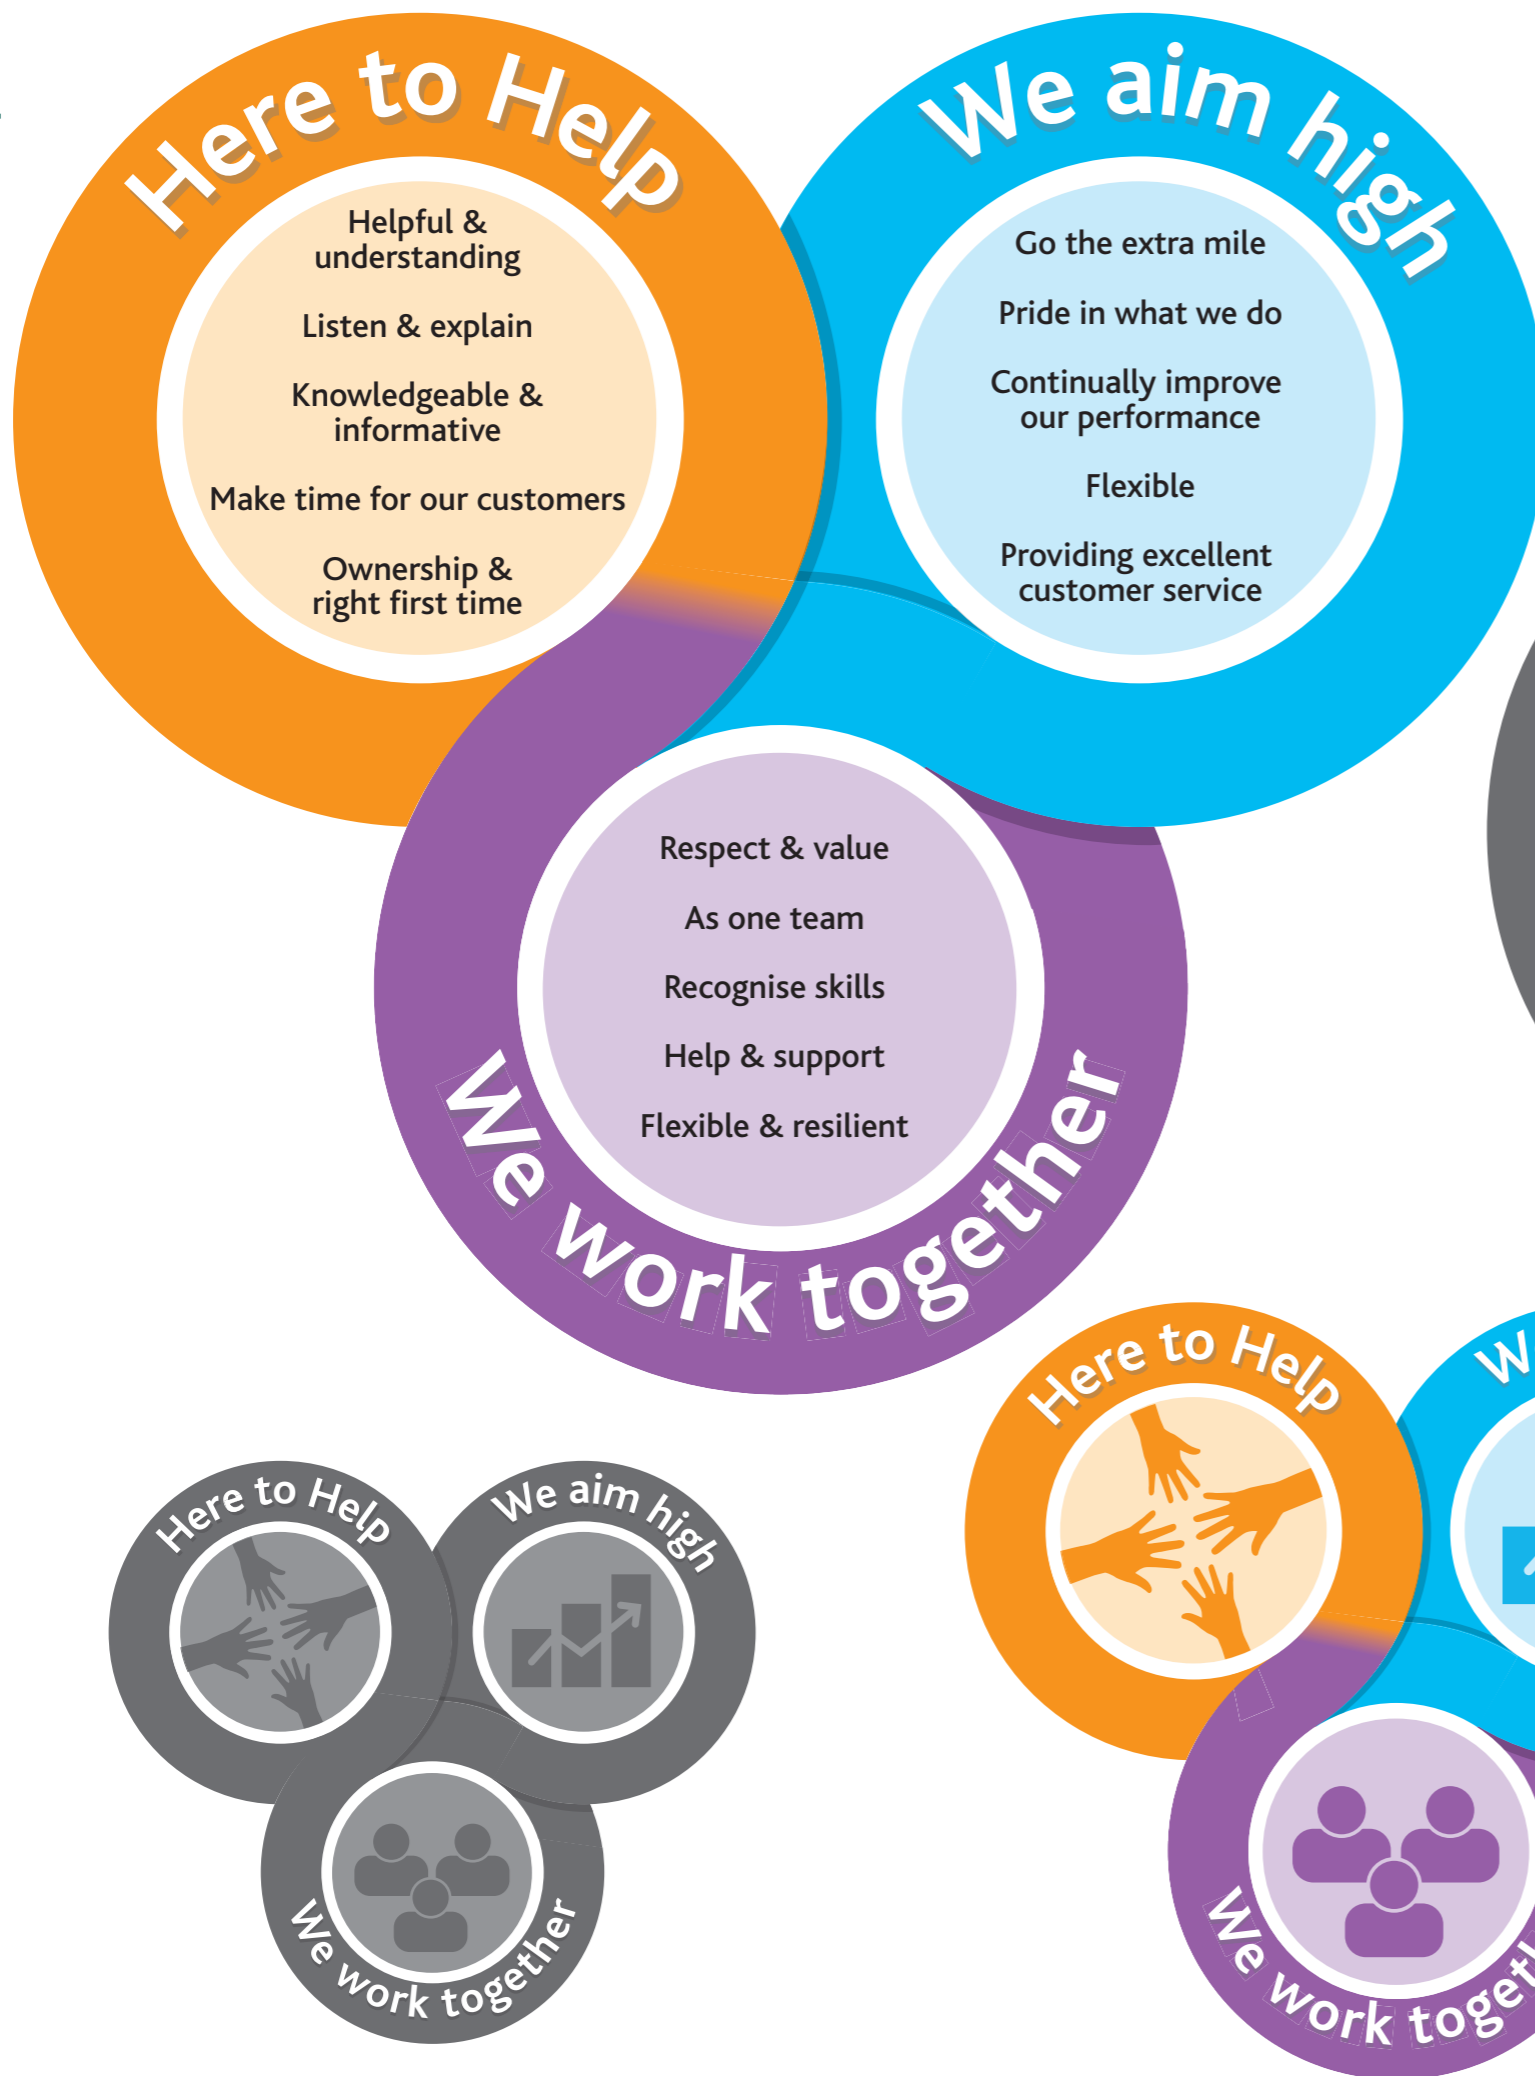 Here to Help
Helpful &
understanding
Listen & explain
Knowledgeable &
informative
Make time for our customers
Ownership &
right first time
We aim high
Go the extra mile
Pride in what we do
Continually improve
our performance
Flexible
Providing excellent
customer service
Respect & value
As one team
Recognise skills
Help & support
Flexible & resilient
We work together
Here to Help
We aim high
We work together
Here to Help
W
We work togeth